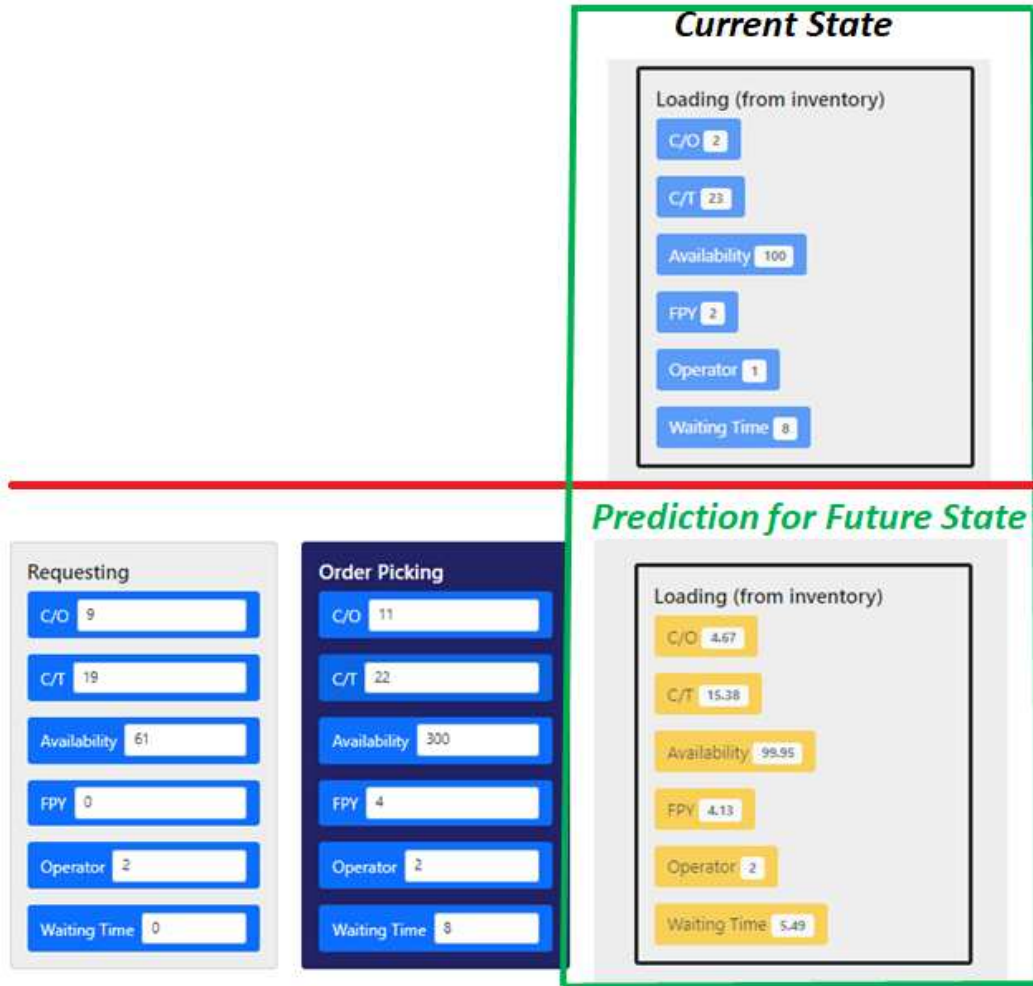 Current State
Loading (from inventory)
C/O 2
C/T 23
Availability 100
FPY 2
Operator 1
Waiting Time 8
Prediction for Future State
Requesting
C/O 9
C/T 19
Availability 61
FPY 0
Operator 2
Waiting Time 0
Order Picking
C/O 11
C/T 22
Availability 300
FPY 4
Operator 2
Waiting Time 8
Loading (from inventory)
C/O 4.67
C/T 15.38
Availability 99.95
FPY 4.13
Operator 2
Waiting Time 5.49